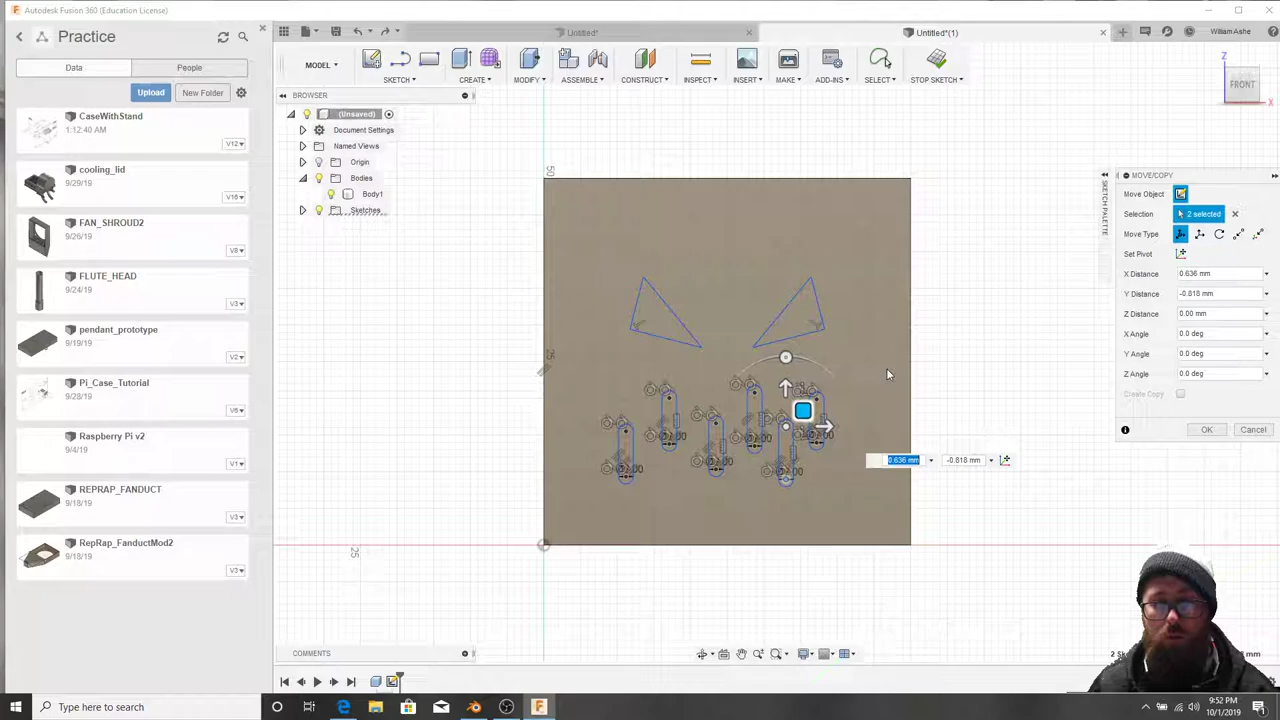 Autodesk Fusion 360 (Education License)
Practice
Untitled*
Untitled*(1)
William Ashe
Data
People
Upload
New Folder
MODEL
SKETCH
CREATE
MODIFY
ASSEMBLE
CONSTRUCT
INSPECT
INSERT
MAKE
ADD-INS
SELECT
STOP SKETCH
BROWSER
(Unsaved)
Document Settings
Named Views
Origin
Bodies
Body1
Sketches
CaseWithStand
1:12:40 AM
V12
cooling_lid
9/29/19
V16
FAN_SHROUD2
9/26/19
V8
FLUTE_HEAD
9/24/19
V3
pendant_prototype
9/19/19
V2
Pi_Case_Tutorial
9/28/19
V6
Raspberry Pi v2
9/4/19
V1
REPRAP_FANDUCT
9/18/19
V3
RepRap_FanductMod2
9/18/19
V3
50
25
25
Z
FRONT
X
SKETCH PALETTE
MOVE/COPY
Move Object
Selection
2 selected
Move Type
Set Pivot
X Distance
0.636 mm
Y Distance
-0.818 mm
Z Distance
0.00 mm
X Angle
0.0 deg
Y Angle
0.0 deg
Z Angle
0.0 deg
Create Copy
OK
Cancel
0.636 mm
-0.818 mm
COMMENTS
Type here to search
9:52 PM
10/1/2019